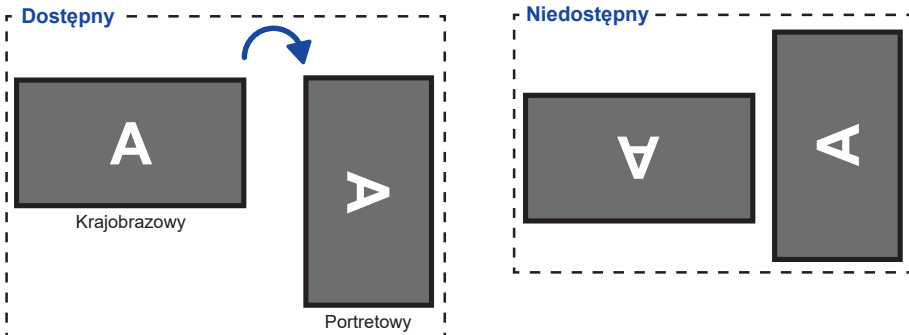 Dostępny
A
A
Krajobrazowy
Portretowy
Niedostępny
A
A